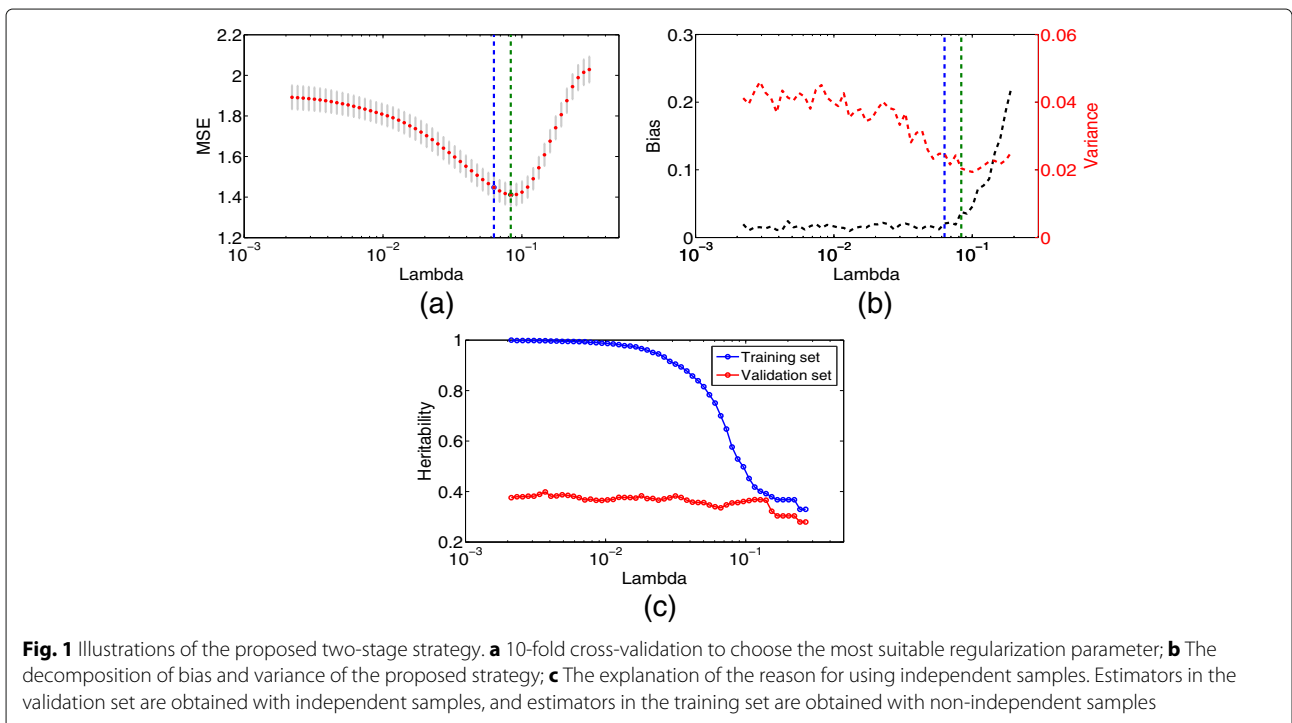 2.2
2
1.8
1.6
1.4
1.2
MSE
10^-3 10^-2 10^-1
Lambda
(a)
0.3
0.2
0.1
0
Bias
0.06
0.04
0.02
0
Variance
10^-3 10^-2 10^-1
Lambda
(b)
1
0.8
0.6
0.4
0.2
Heritability
Training set
Validation set
10^-3 10^-2 10^-1
Lambda
(c)
Fig. 1 Illustrations of the proposed two-stage strategy. a 10-fold cross-validation to choose the most suitable regularization parameter; b The
decomposition of bias and variance of the proposed strategy; c The explanation of the reason for using independent samples. Estimators in the
validation set are obtained with independent samples, and estimators in the training set are obtained with non-independent samples